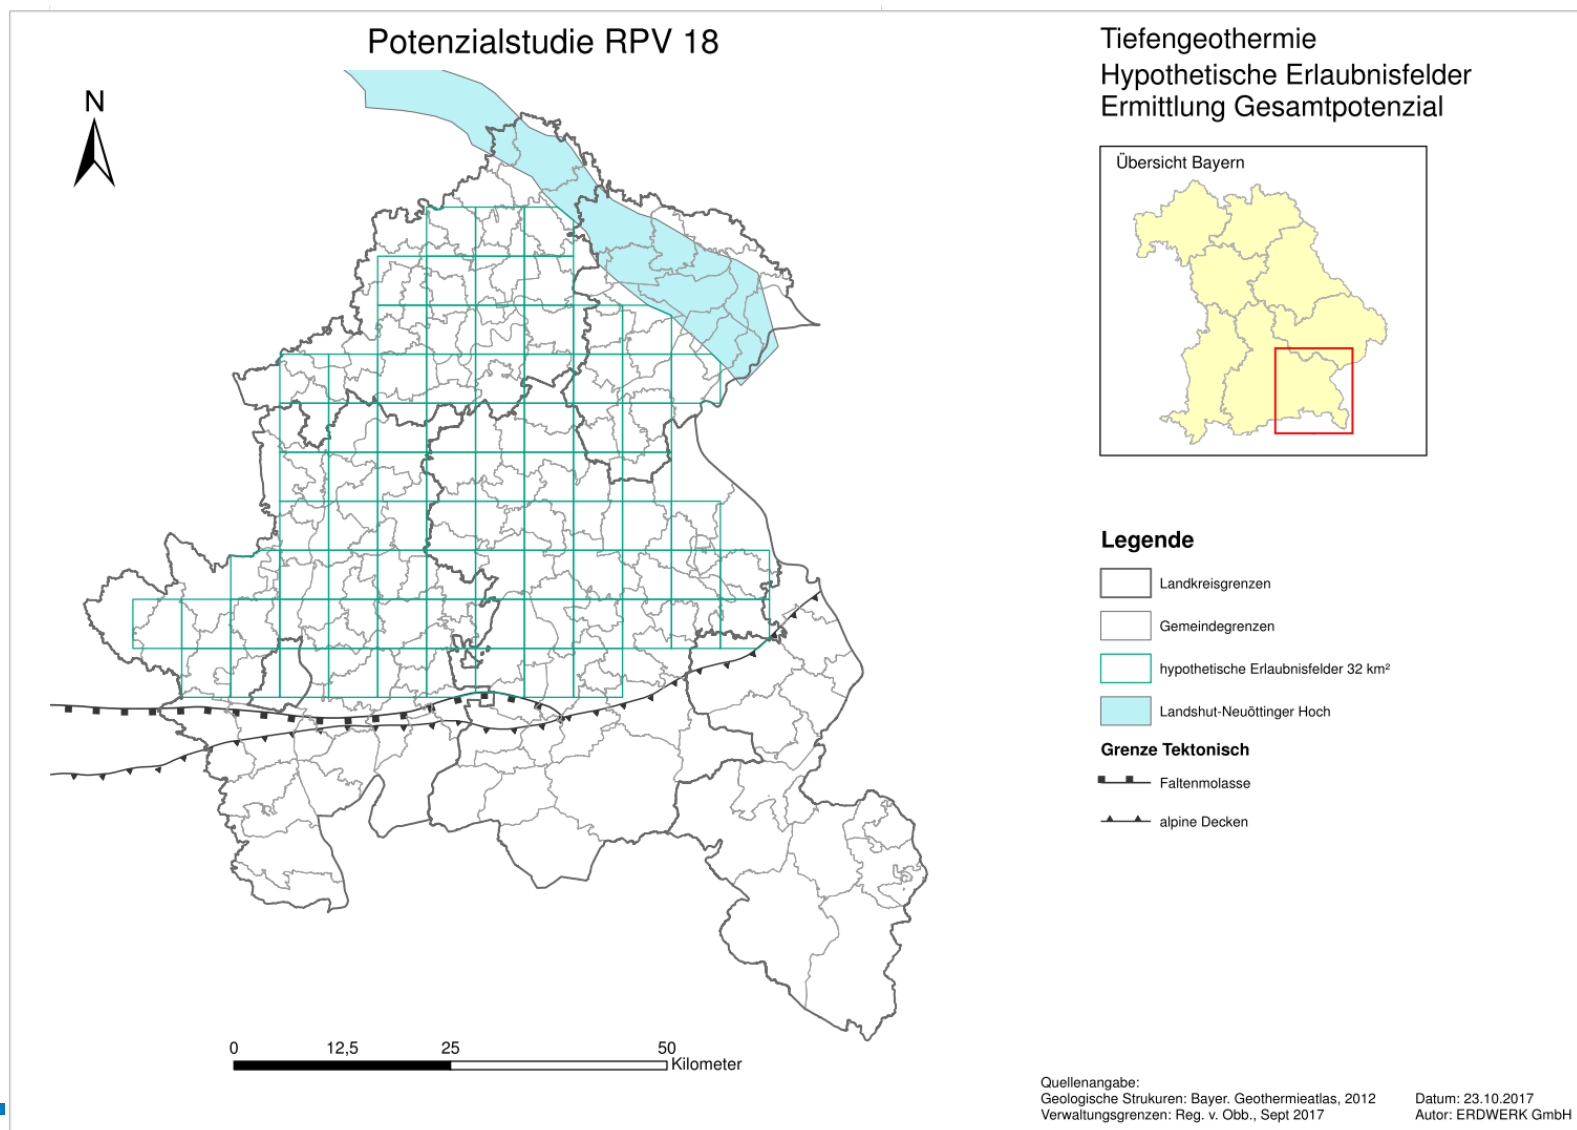 Potenzialstudie RPV 18
Tiefengeothermie
Hypothetische Erlaubnisfelder
Ermittlung Gesamtpotenzial
N
Übersicht Bayern
Legende
Landkreisgrenzen
Gemeindegrenzen
hypothetische Erlaubnisfelder 32 km²
Landshut-Neuöttinger Hoch
Grenze Tektonisch
Faltenmolasse
alpine Decken
0 12,5 25 50
Kilometer
Quellenangabe:
Geologische Strukuren: Bayer. Geothermieatlas, 2012 Datum: 23.10.2017
Verwaltungsgrenzen: Reg. v. Obb., Sept 2017 Autor: ERDWERK GmbH